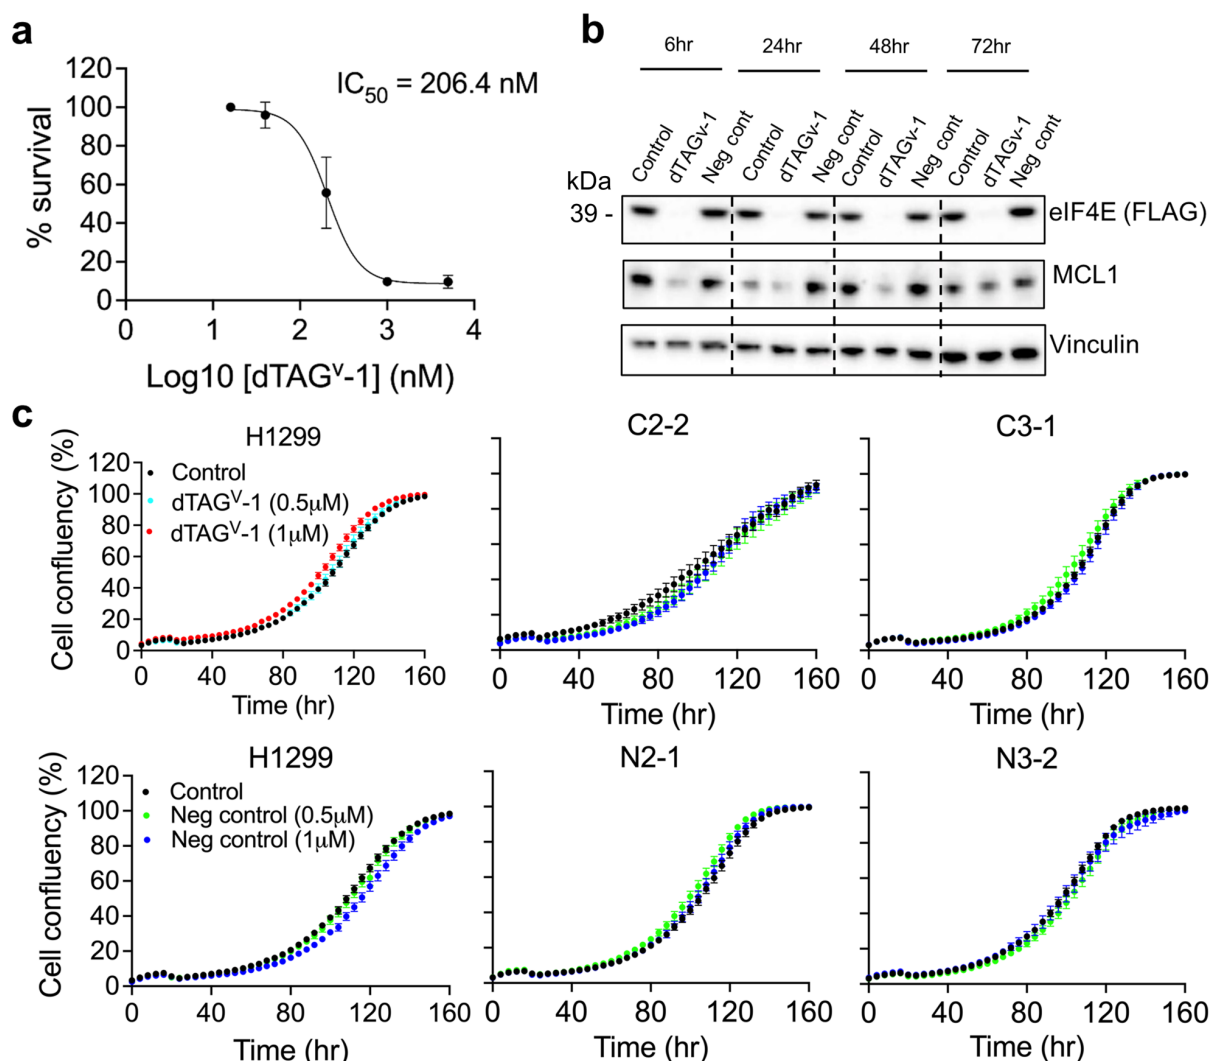 a
IC50 = 206.4 nM
120
100
80
60
40
20
0
% survival
0 1 2 3 4
Log10 [dTAGᵛ-1] (nM)
b
6hr 24hr 48hr 72hr
Control dTAGv-1 Neg cont Control dTAGv-1 Neg cont Control dTAGv-1 Neg cont Control dTAGv-1 Neg cont
kDa
39 -
eIF4E (FLAG)
MCL1
Vinculin
c
H1299
Cell confluency (%)
120
100
80
60
40
20
0
Control
dTAGⱽ-1 (0.5μM)
dTAGⱽ-1 (1μM)
0 40 80 120 160
Time (hr)
C2-2
0 40 80 120 160
Time (hr)
C3-1
0 40 80 120 160
Time (hr)
H1299
Cell confluency (%)
120
100
80
60
40
20
0
Control
Neg control (0.5μM)
Neg control (1μM)
0 40 80 120 160
Time (hr)
N2-1
0 40 80 120 160
Time (hr)
N3-2
0 40 80 120 160
Time (hr)